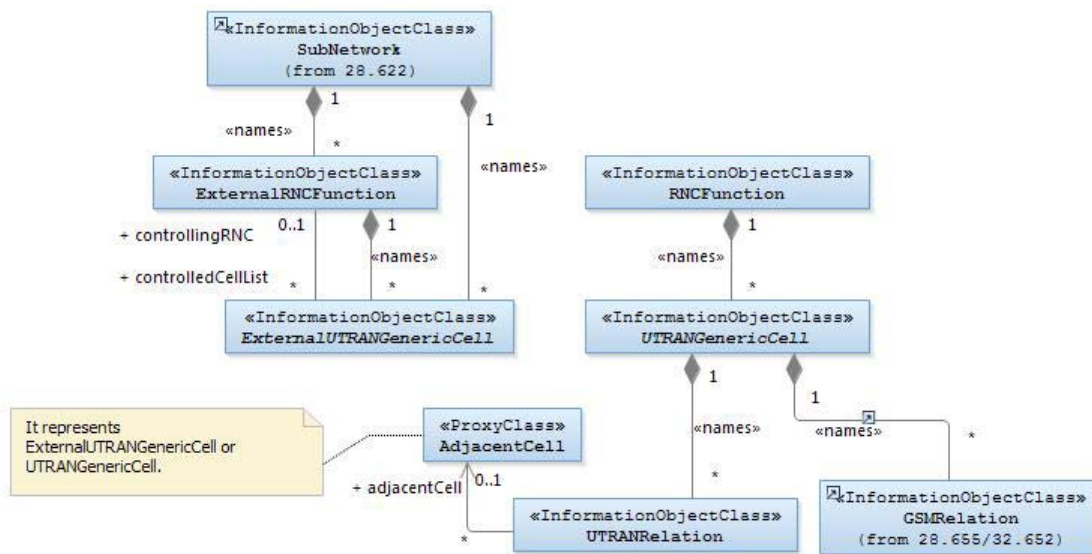 «InformationObjectClass»
SubNetwork
(from 28.622)
1
1
«names»
«names»
*
«InformationObjectClass»
ExternalRNCFunction
«InformationObjectClass»
RNCFunction
0..1
1
1
+ controllingRNC
«names»
«names»
+ controlledCellList
*
*
*
*
«InformationObjectClass»
ExternalUTRANGenericCell
«InformationObjectClass»
UTRANGenericCell
1
1
It represents
ExternalUTRANGenericCell or
UTRANGenericCell.
«ProxyClass»
AdjacentCell
«names»
«names»
*
+ adjacentCell
0..1
*
*
«InformationObjectClass»
UTRANRelation
«InformationObjectClass»
GSMRelation
(from 28.655/32.652)